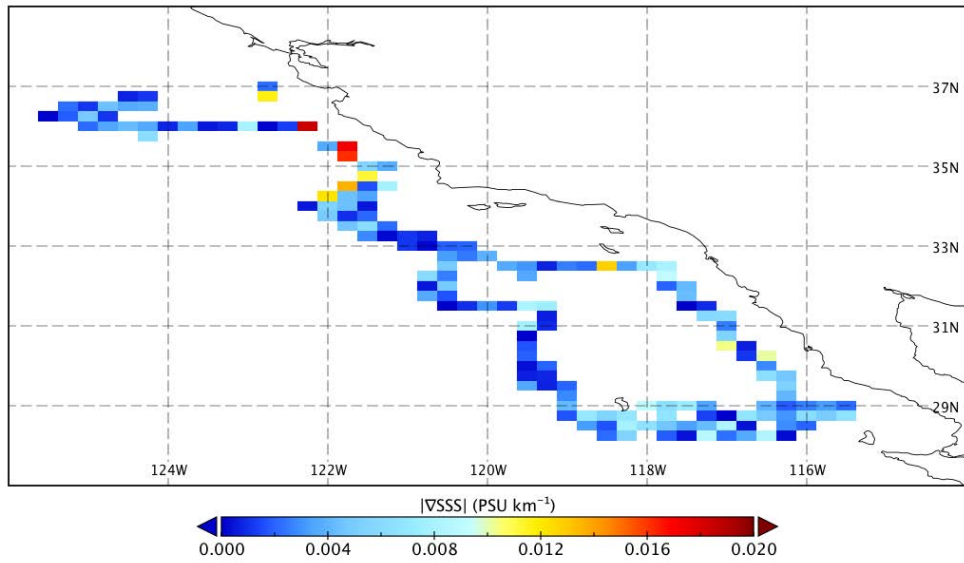 37N
35N
33N
31N
29N
124W 122W 120W 118W 116W
|∇SSS| (PSU km⁻¹)
0.000 0.004 0.008 0.012 0.016 0.020